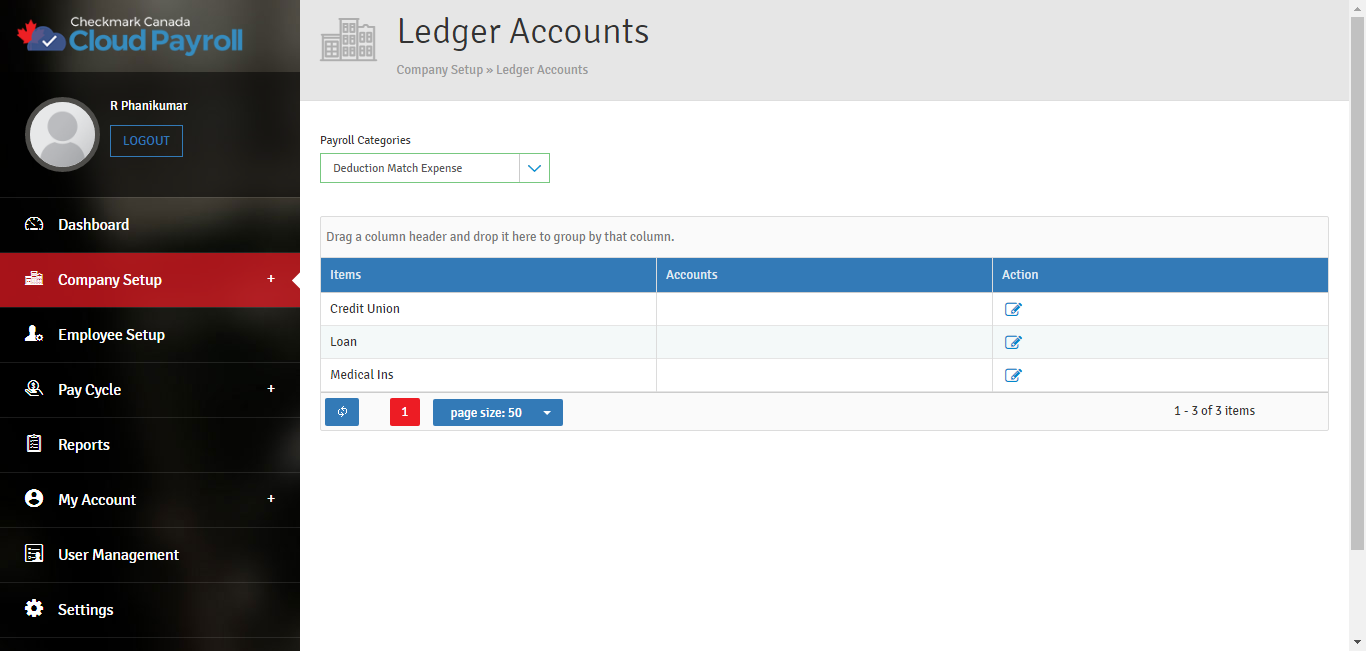 Checkmark Canada
Cloud Payroll
R Phanikumar
LOGOUT
Dashboard
Company Setup +
Employee Setup
Pay Cycle +
Reports
My Account +
User Management
Settings
Ledger Accounts
Company Setup » Ledger Accounts
Payroll Categories
Deduction Match Expense
Drag a column header and drop it here to group by that column.
Items Accounts Action
Credit Union
Loan
Medical Ins
1 page size: 50 1 - 3 of 3 items